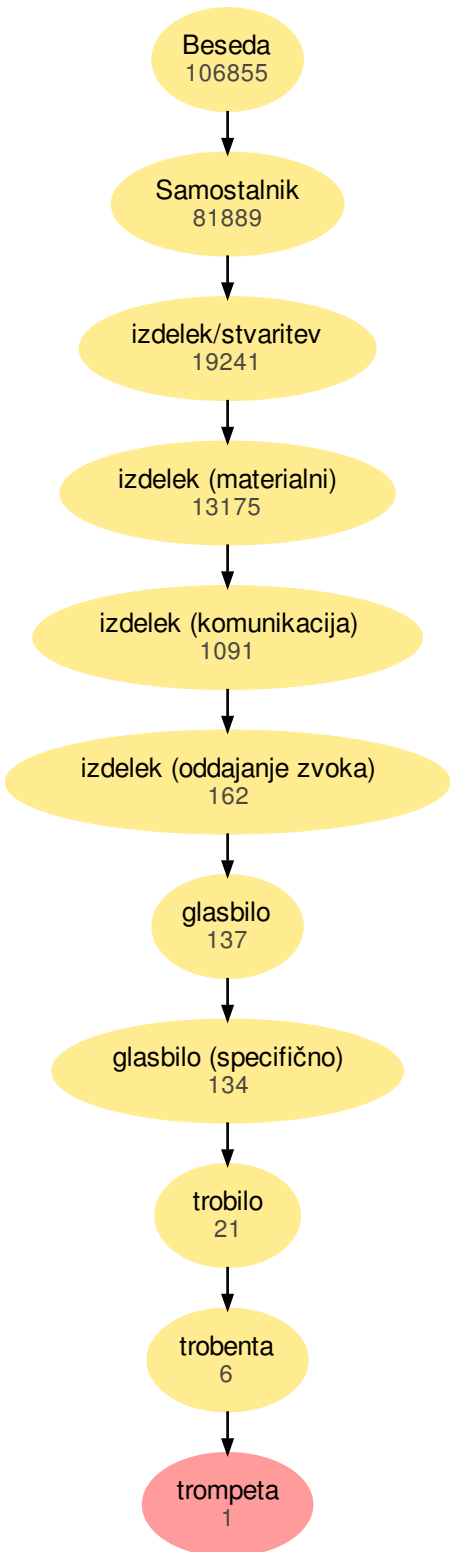 Beseda
106855
Samostalnik
81889
izdelek/stvaritev
19241
izdelek (materialni)
13175
izdelek (komunikacija)
1091
izdelek (oddajanje zvoka)
162
glasbilo
137
glasbilo (specifično)
134
trobilo
21
trobenta
6
trompeta
1